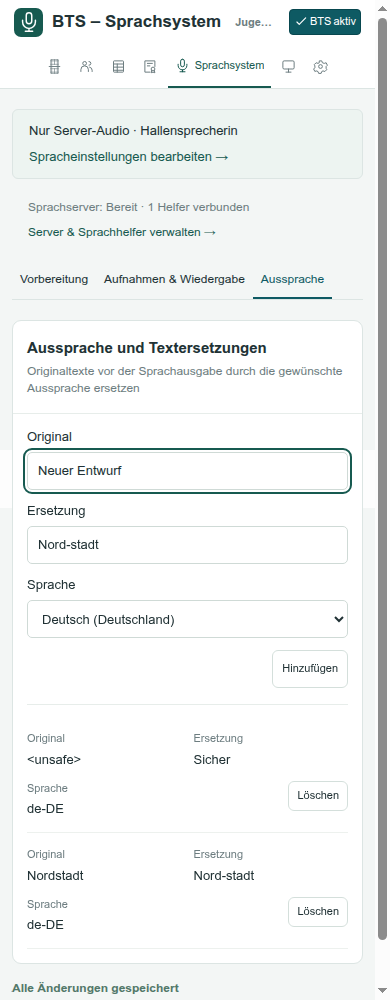 BTS – Sprachsystem Juge... BTS aktiv
Sprachsystem
Nur Server-Audio · Hallensprecherin
Spracheinstellungen bearbeiten →
Sprachserver: Bereit · 1 Helfer verbunden
Server & Sprachhelfer verwalten →
Vorbereitung Aufnahmen & Wiedergabe Aussprache
Aussprache und Textersetzungen
Originaltexte vor der Sprachausgabe durch die gewünschte
Aussprache ersetzen
Original
Neuer Entwurf
Ersetzung
Nord-stadt
Sprache
Deutsch (Deutschland)
Hinzufügen
Original Ersetzung
<unsafe> Sicher
Sprache
Löschen
de-DE
Original Ersetzung
Nordstadt Nord-stadt
Sprache
Löschen
de-DE
Alle Änderungen gespeichert